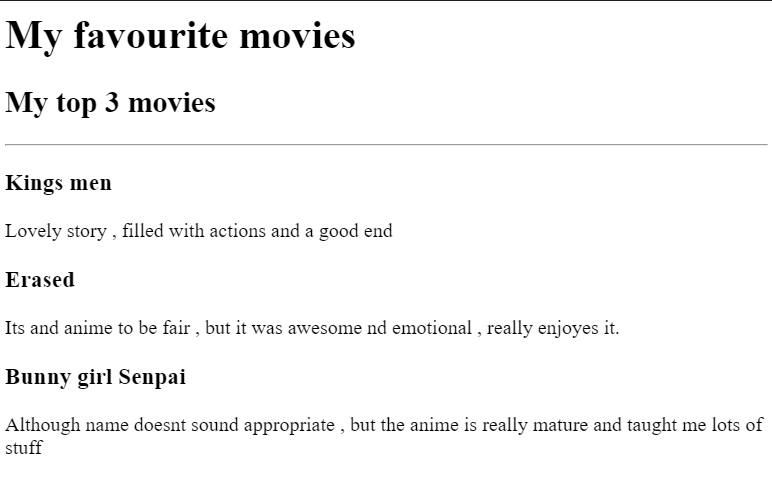 My favourite movies
My top 3 movies
Kings men
Lovely story , filled with actions and a good end
Erased
Its and anime to be fair , but it was awesome nd emotional , really enjoyes it.
Bunny girl Senpai
Although name doesnt sound appropriate , but the anime is really mature and taught me lots of
stuff